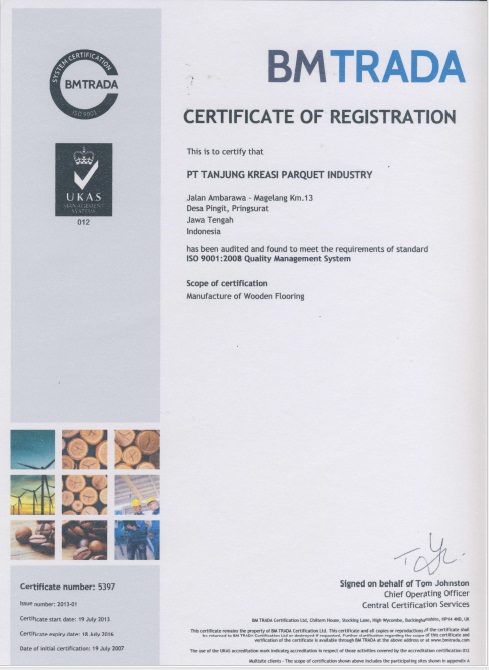 SYSTEM CERTIFICATION
BMTRADA
ISO 9001
BMTRADA
CERTIFICATE OF REGISTRATION
This is to certify that
PT TANJUNG KREASI PARQUET INDUSTRY
Jalan Ambarawa - Magelang Km.13
Desa Pingit, Pringsurat
Jawa Tengah
Indonesia
has been audited and found to meet the requirements of standard
ISO 9001:2008 Quality Management System
Scope of certification
Manufacture of Wooden Flooring
UKAS
MANAGEMENT
SYSTEMS
012
Signed on behalf of Tom Johnston
Chief Operating Officer
Central Certification Services
Certificate number: 5397
Issue number: 2013-01
Certificate start date: 19 July 2013
Certificate expiry date: 18 July 2016
Date of initial certification: 19 July 2007
BM TRADA Certification Ltd, Chiltern House, Stocking Lane, High Wycombe, Buckinghamshire, HP14 4ND, UK
This certificate remains the property of BM TRADA Certification Ltd. This certificate and all copies or reproductions of the certificate shall
be returned to BM TRADA Certification Ltd or destroyed if requested. Further clarification regarding the scope of this certificate and
verification of the certificate is available through BM TRADA at the above address or at www.bmtrada.com
The use of the UKAS accreditation mark indicates accreditation in respect of those activities covered by the accreditation certification 012
Multisite clients - The scope of certification shown above includes the participating sites shown in appendix A